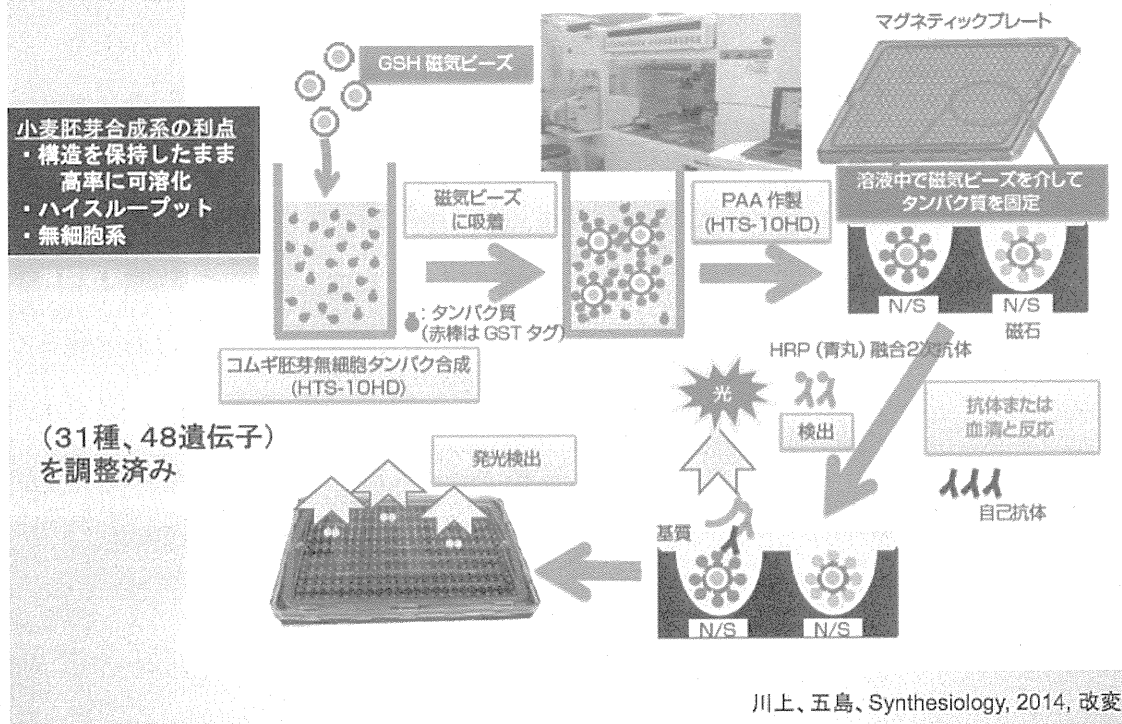 マグネティックプレート
GSH 磁気ビーズ
小麦胚芽合成系の利点
・構造を保持したまま
高率に可溶化
・ハイスループット
・無細胞系
磁気ビーズ
に吸着
PAA 作製
(HTS-10HD)
溶液中で磁気ビーズを介して
タンパク質を固定
N/S
N/S
磁石
: タンパク質
(赤棒は GST タグ)
コムギ胚芽無細胞タンパク合成
(HTS-10HD)
HRP (青丸) 融合2次抗体
光
検出
抗体または
血清と反応
自己抗体
(31種、48遺伝子)
を調整済み
発光検出
基質
N/S
N/S
川上、五島、Synthesiology, 2014, 改変